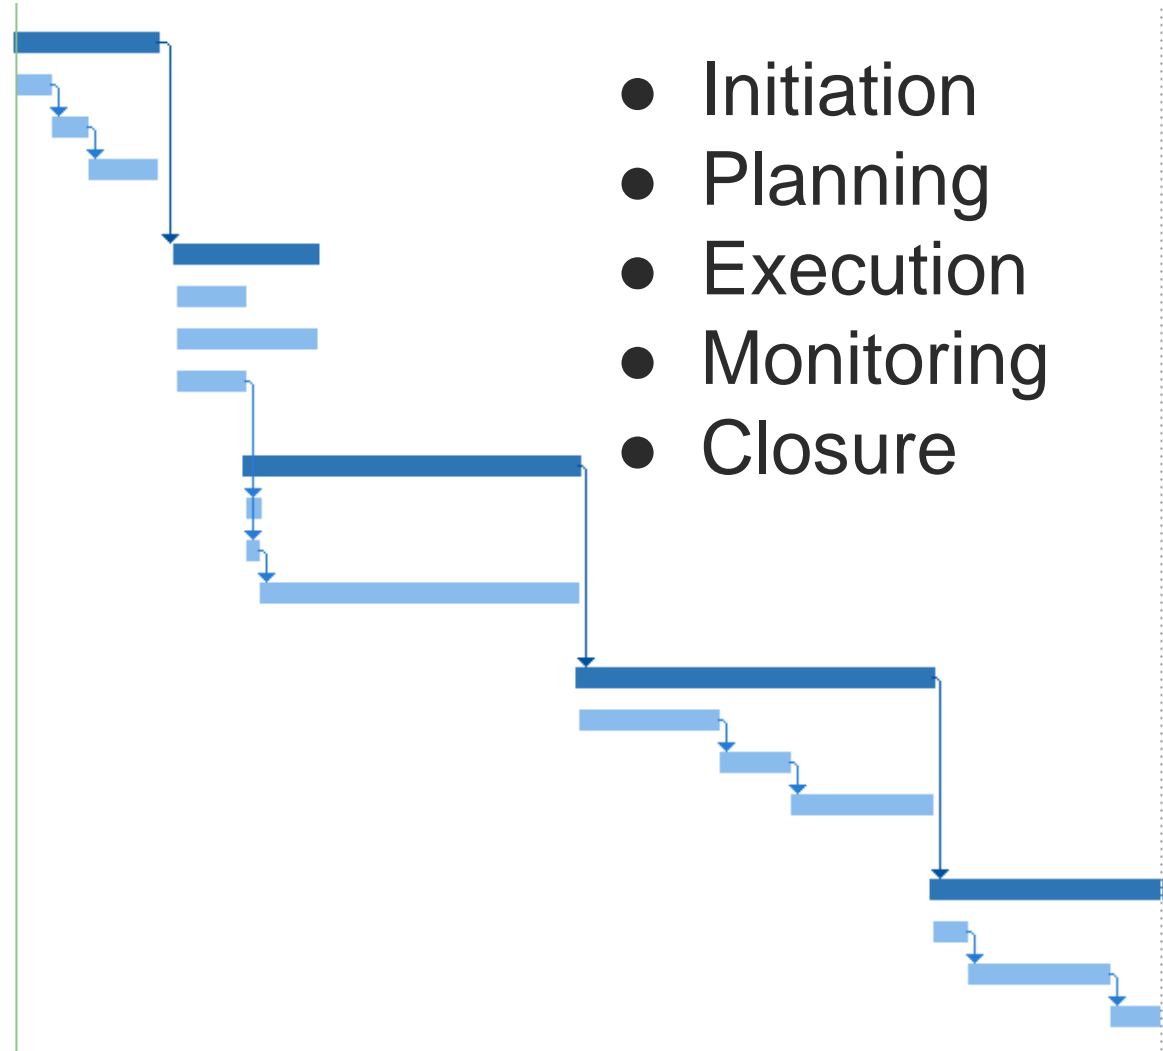 ● Initiation
● Planning
● Execution
● Monitoring
● Closure